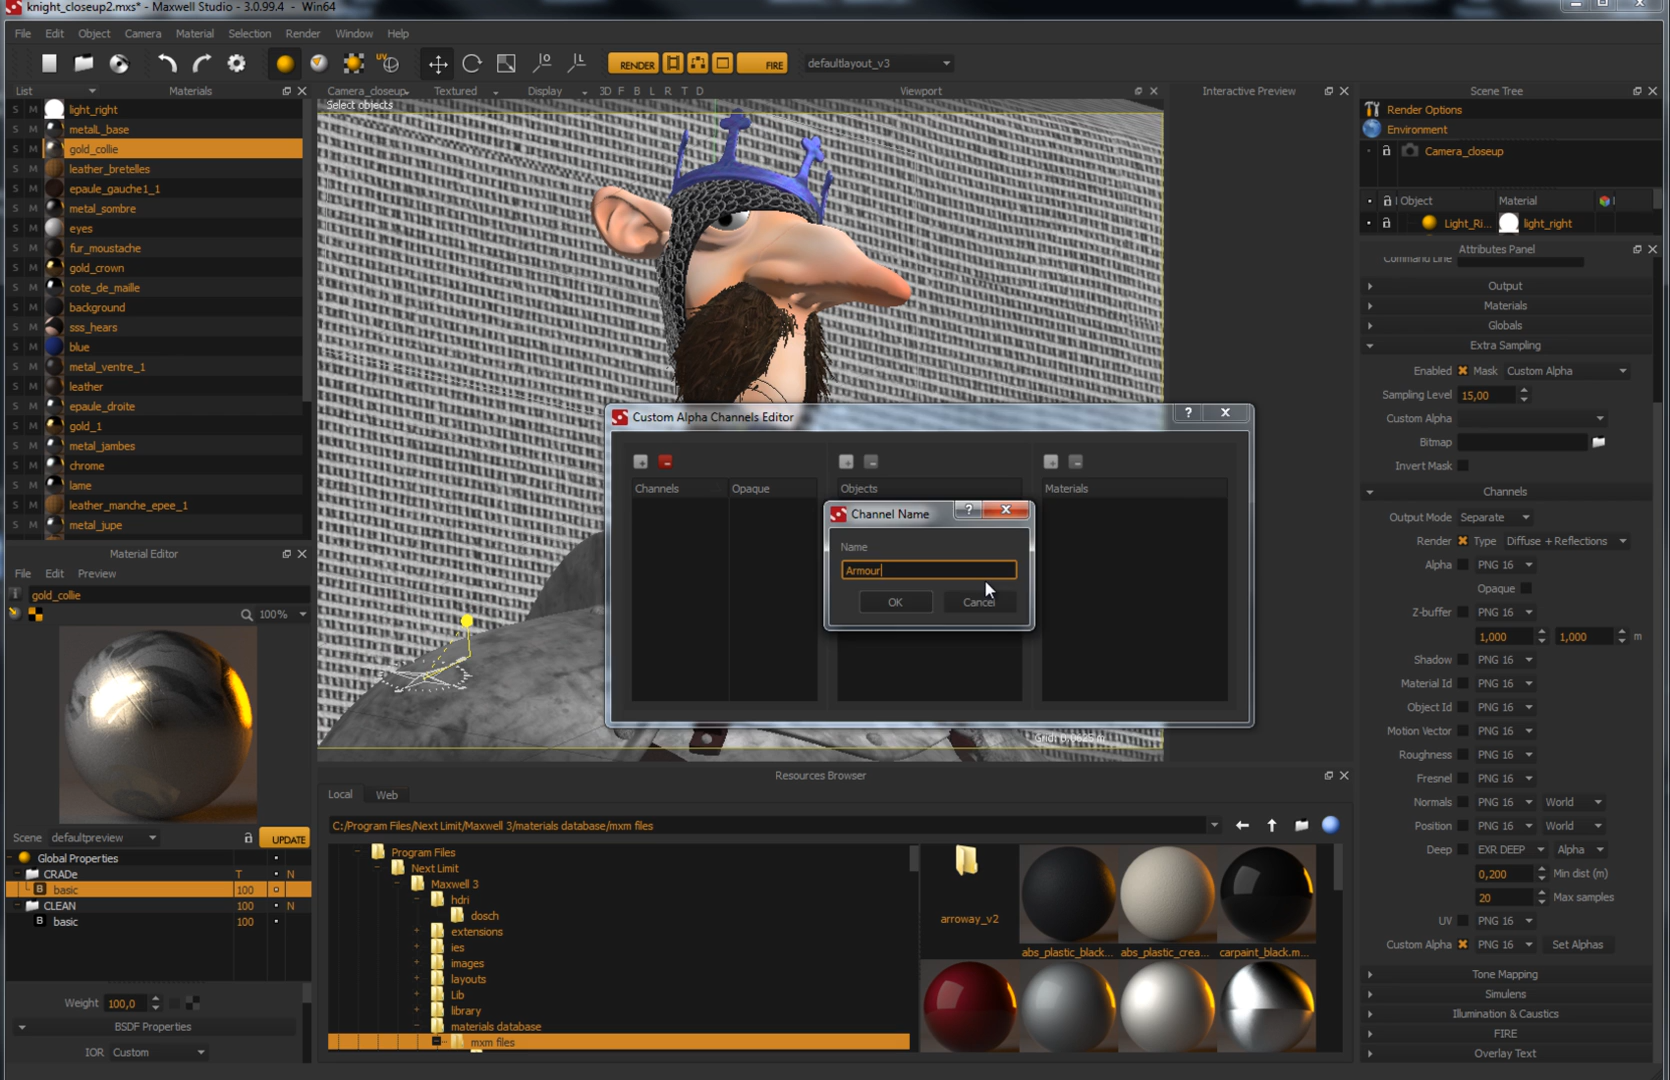 knight_closeup2.mxs* - Maxwell Studio - 3.0.99.4 - Win64
File Edit Object Camera Material Selection Render Window Help
UV
RENDER FIRE defaultlayout_v3
List Materials
S M light_right
S M metalL_base
S M gold_collie
S M leather_bretelles
S M epaule_gauche1_1
S M metal_sombre
S M eyes
S M fur_moustache
S M gold_crown
S M cote_de_maille
S M background
S M sss_hears
S M blue
S M metal_ventre_1
S M leather
S M epaule_droite
S M gold_1
S M metal_jambes
S M chrome
S M lame
S M leather_manche_epee_1
S M metal_jupe
Material Editor
File Edit Preview
gold_collie
100%
Scene defaultpreview UPDATE
Global Properties
CRADe T N
B basic 100
CLEAN 100 N
B basic 100
Weight 100,0
BSDF Properties
IOR Custom
Camera_closeup Textured Display 3D F B L R T D Viewport
Select objects
Grid: 0,0625 m
Custom Alpha Channels Editor
Channels Opaque Objects Materials
Channel Name
Name
Armour
OK Cancel
Resources Browser
Local Web
C:/Program Files/Next Limit/Maxwell 3/materials database/mxm files
Program Files
Next Limit
Maxwell 3
hdri
dosch
extensions
ies
images
layouts
Lib
library
materials database
mxm files
arroway_v2
abs_plastic_black... abs_plastic_crea... carpaint_black.m...
Interactive Preview
Scene Tree
Render Options
Environment
Camera_closeup
Object Material
Light_Ri... light_right
Attributes Panel
Command Line
Output
Materials
Globals
Extra Sampling
Enabled Mask Custom Alpha
Sampling Level 15,00
Custom Alpha
Bitmap
Invert Mask
Channels
Output Mode Separate
Render Type Diffuse + Reflections
Alpha PNG 16
Opaque
Z-buffer PNG 16
1,000 1,000 m
Shadow PNG 16
Material Id PNG 16
Object Id PNG 16
Motion Vector PNG 16
Roughness PNG 16
Fresnel PNG 16
Normals PNG 16 World
Position PNG 16 World
Deep EXR DEEP Alpha
0,200 Min dist (m)
20 Max samples
UV PNG 16
Custom Alpha PNG 16 Set Alphas
Tone Mapping
Simulens
Illumination & Caustics
FIRE
Overlay Text